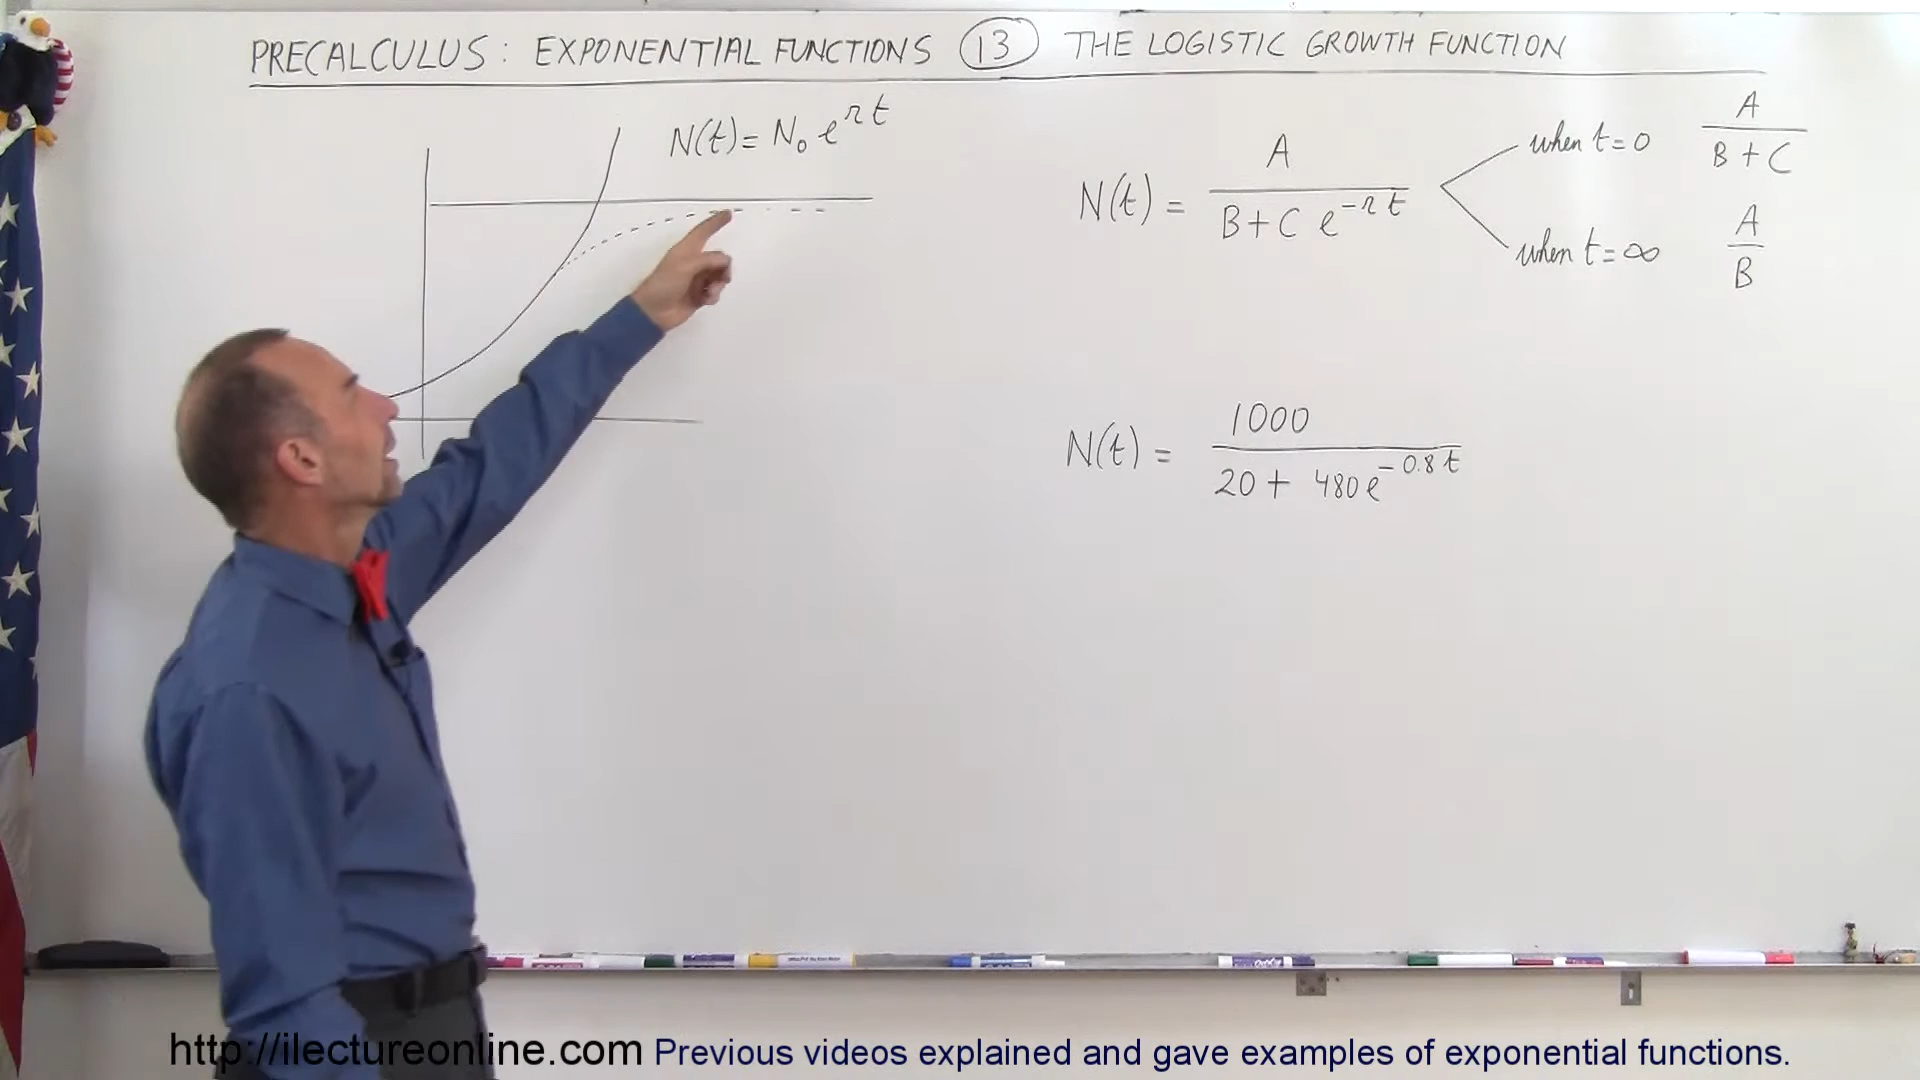 PRECALCULUS: EXPONENTIAL FUNCTIONS 13 THE LOGISTIC GROWTH FUNCTION
N(t) = N₀ e^{rt}
N(t) = A / (B + C e^{-rt})
when t = 0 A / (B + C)
when t = ∞ A / B
N(t) = 1000 / (20 + 480 e^{-0.8t})
http://ilectureonline.com Previous videos explained and gave examples of exponential functions.